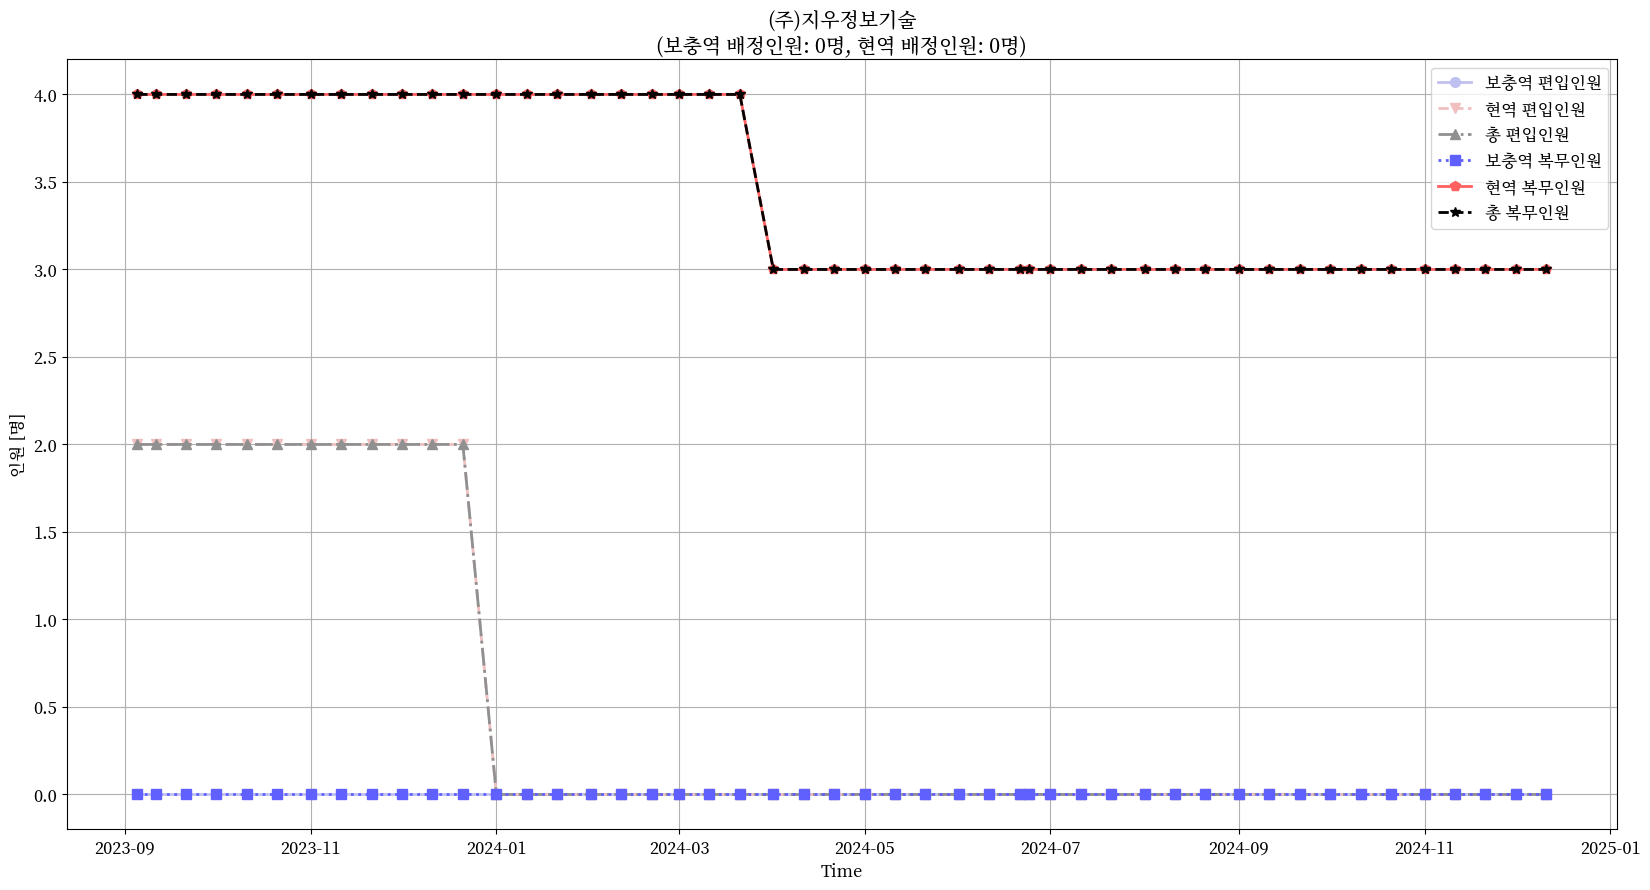 (주)지우정보기술
(보충역 배정인원: 0명, 현역 배정인원: 0명)
보충역 편입인원
현역 편입인원
총 편입인원
보충역 복무인원
현역 복무인원
총 복무인원
인원 [명]
4.0
3.5
3.0
2.5
2.0
1.5
1.0
0.5
0.0
2023-09 2023-11 2024-01 2024-03 2024-05 2024-07 2024-09 2024-11 2025-01
Time